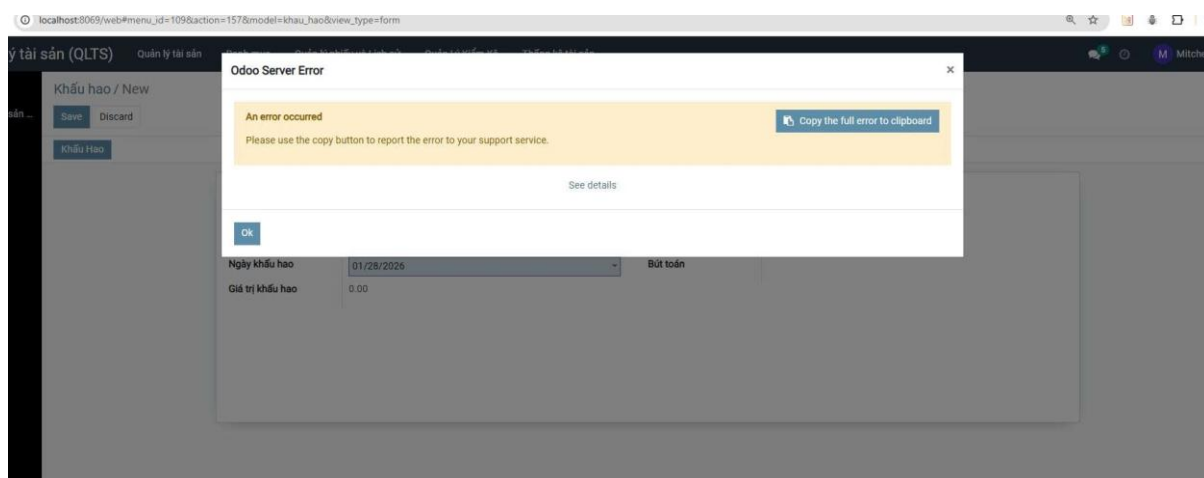 localhost:8069/web#menu_id=109&action=157&model=khau_hao&view_type=form
ý tài sản (QLTS) Quản lý tài sản
5 M Mitche
Odoo Server Error ×
Khấu hao / New
sản ...
Save Discard
An error occurred
Copy the full error to clipboard
Please use the copy button to report the error to your support service.
Khấu Hao
See details
Ok
Ngày khấu hao 01/28/2026 Bút toán
Giá trị khấu hao 0.00